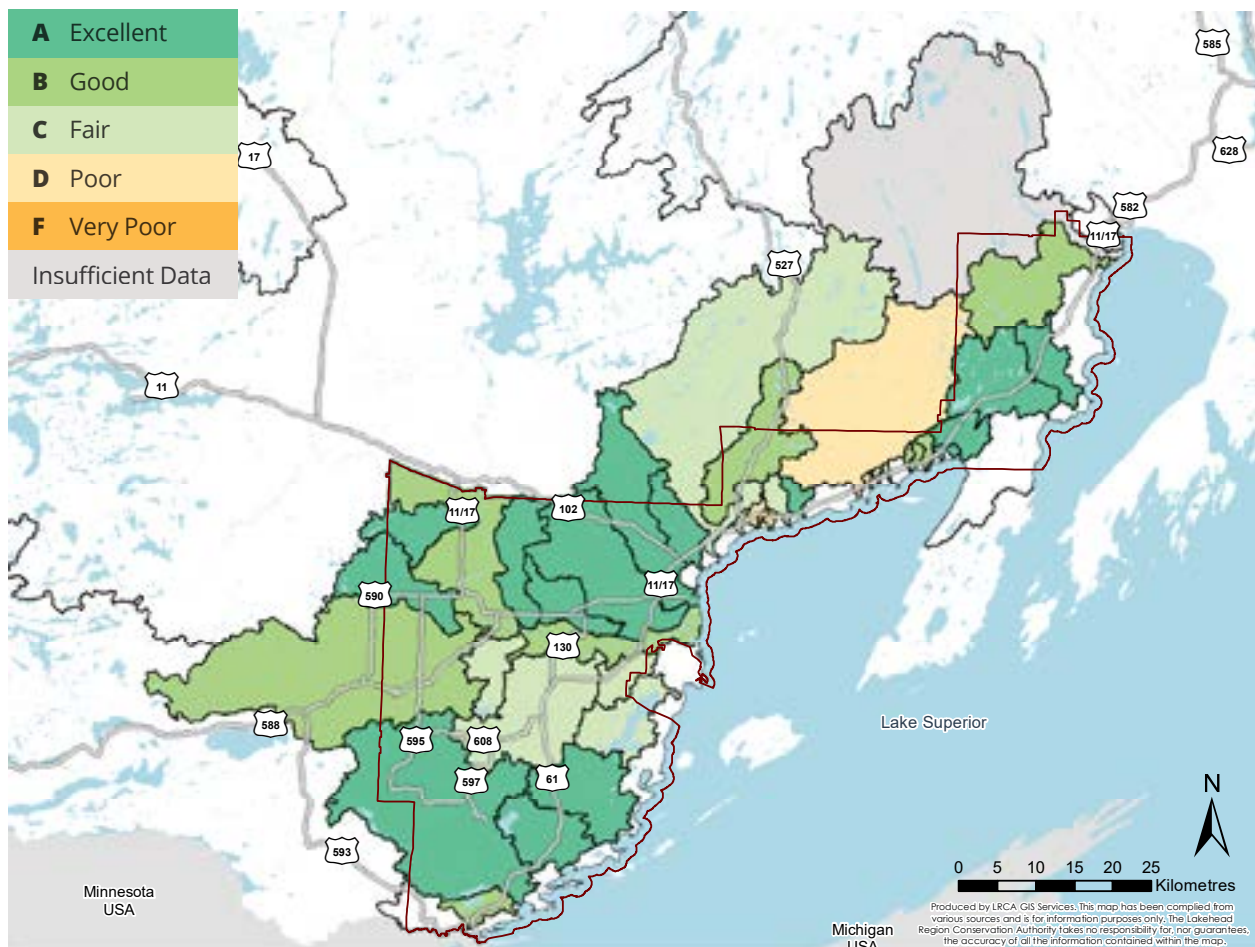 A Excellent
B Good
C Fair
D Poor
F Very Poor
Insufficient Data
585
17
628
582
11/17
527
11
102
11/17
11/17
590
130
588
Lake Superior
595
608
597
61
N
593
0 5 10 15 20 25
Kilometres
Minnesota
USA
Michigan
USA
Produced by LRCA GIS Services. This map has been complied from
various sources and is for information purposes only. The Lakehead
Region Conservation Authority takes no responsibility for, nor guarantees,
the accuracy of all the information contained within the map.